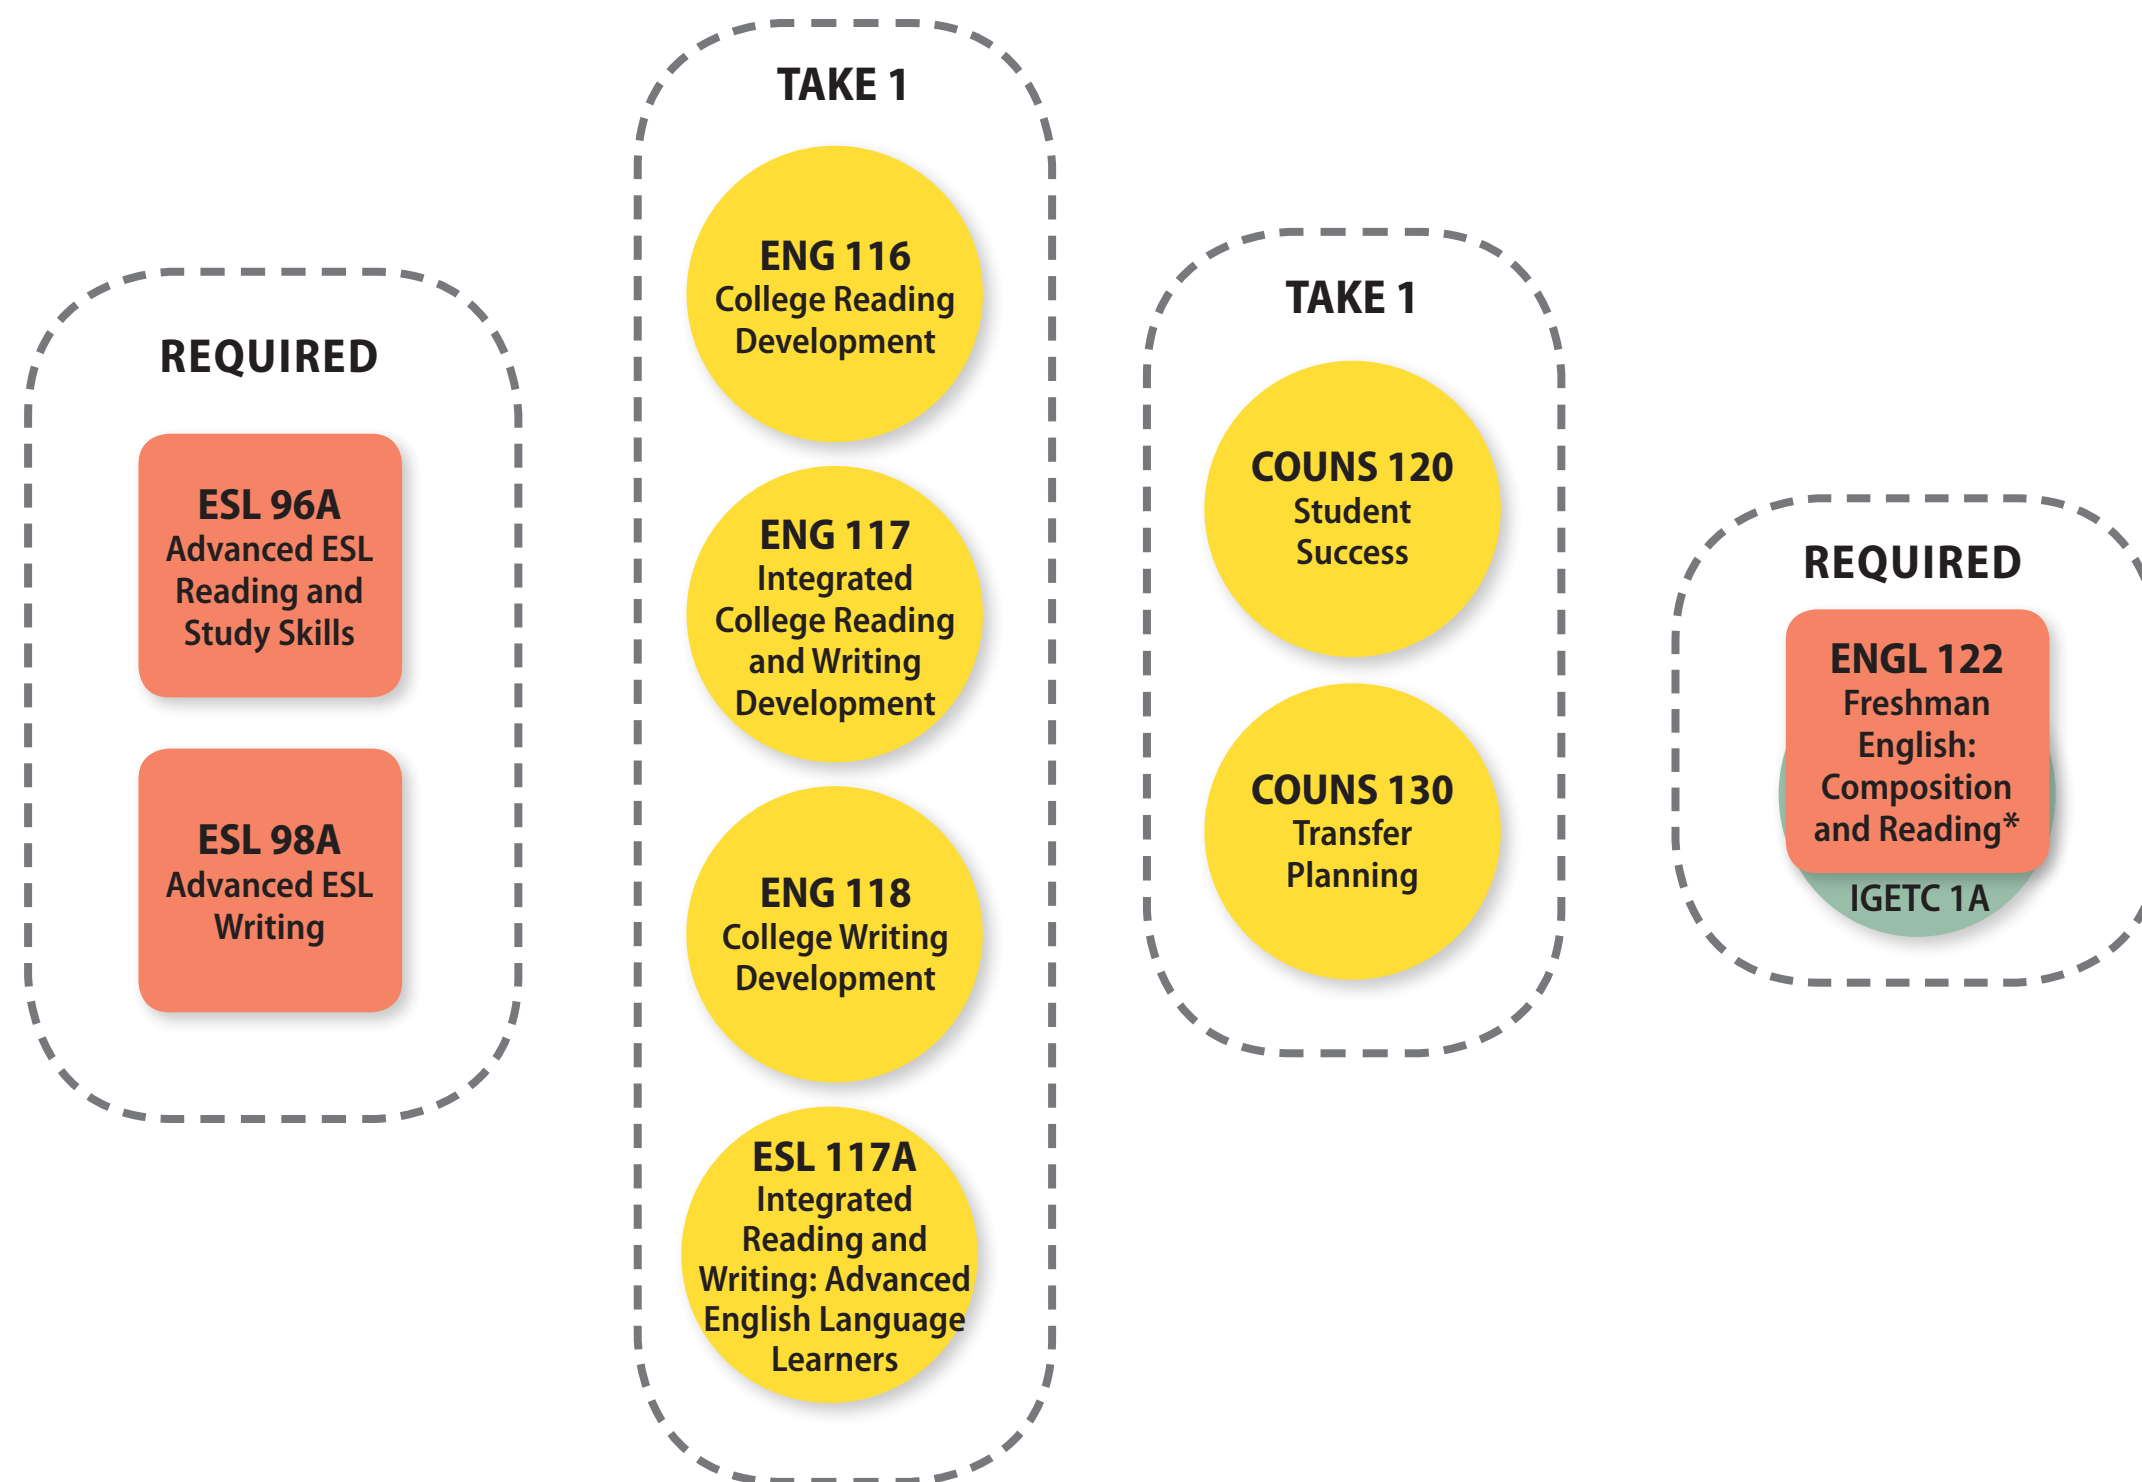 REQUIRED
ESL 96A
Advanced ESL
Reading and
Study Skills
ESL 98A
Advanced ESL
Writing
TAKE 1
ENG 116
College Reading
Development
ENG 117
Integrated
College Reading
and Writing
Development
ENG 118
College Writing
Development
ESL 117A
Integrated
Reading and
Writing: Advanced
English Language
Learners
TAKE 1
COUNS 120
Student
Success
COUNS 130
Transfer
Planning
REQUIRED
ENGL 122
Freshman
English:
Composition
and Reading*
IGETC 1A